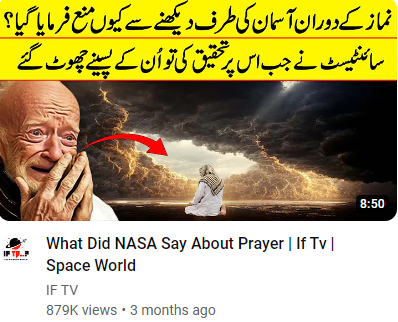 نماز کے دوران آسمان کی طرف دیکھنے سے کیوں منع فرمایا گیا؟
سائنٹیسٹ نے جب اس پر تحقیق کی تو اُن کے پسینے چھوٹ گئے
8:50
What Did NASA Say About Prayer | If Tv |
Space World
IF TV
879K views • 3 months ago